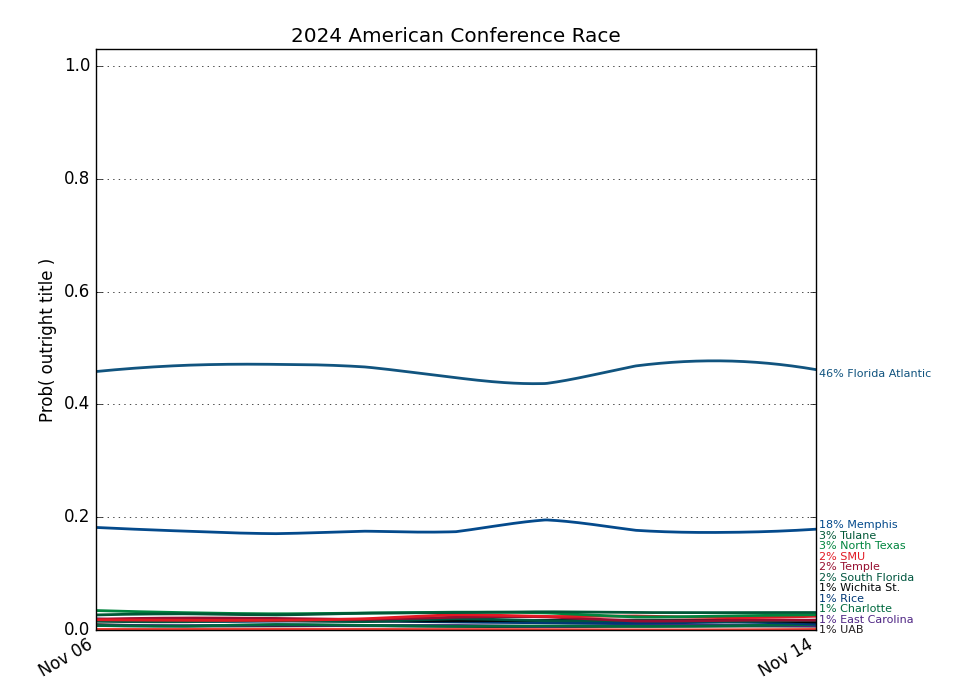 2024 American Conference Race
Prob( outright title )
1.0
0.8
0.6
0.4
0.2
0.0
Nov 06
Nov 14
46% Florida Atlantic
18% Memphis
3% Tulane
3% North Texas
2% SMU
2% Temple
2% South Florida
1% Wichita St.
1% Rice
1% Charlotte
1% East Carolina
1% UAB